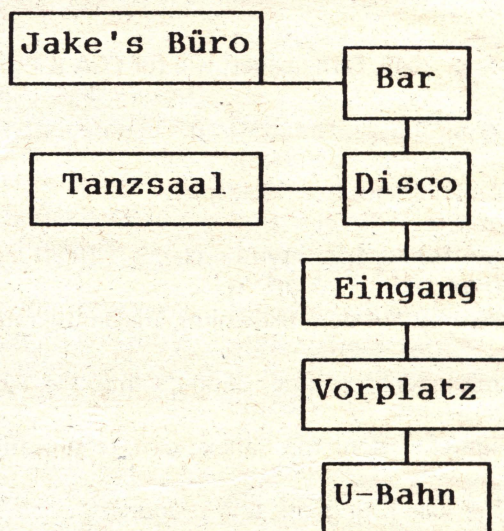 Jake's Büro
Bar
Tanzsaal
Disco
Eingang
Vorplatz
U-Bahn